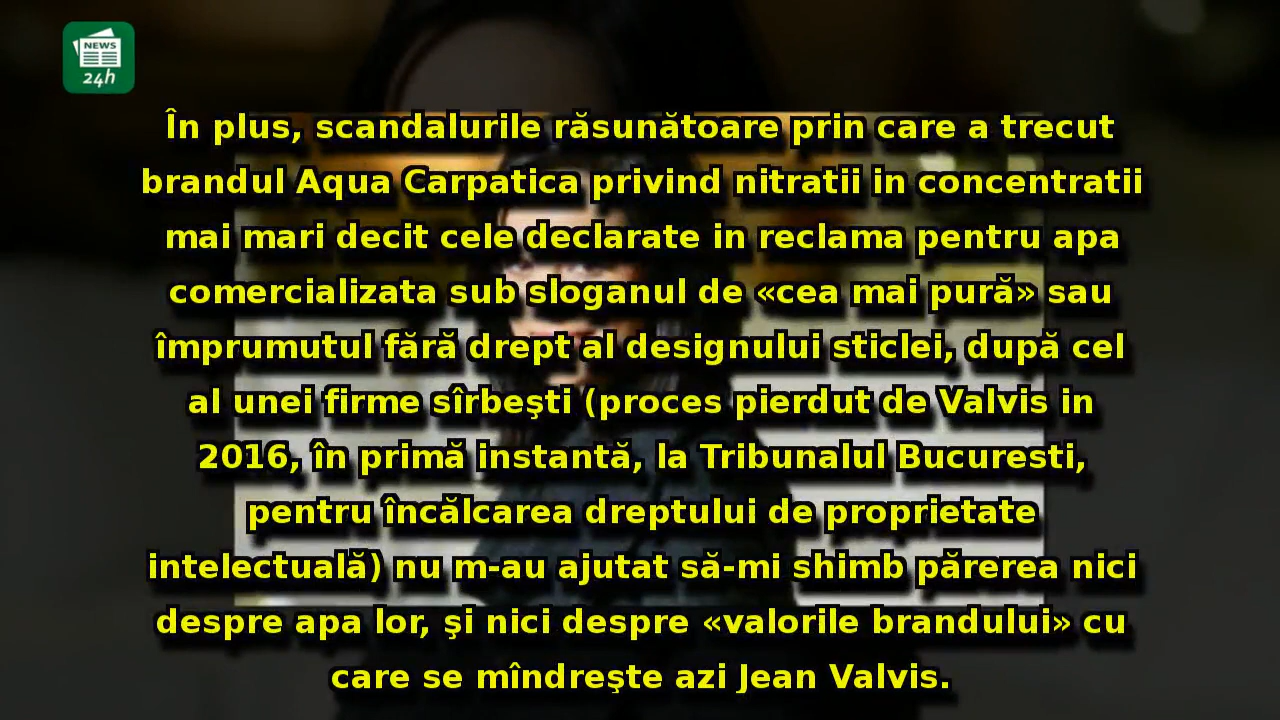 NEWS
24h
În plus, scandalurile răsunătoare prin care a trecut
brandul Aqua Carpatica privind nitratii in concentratii
mai mari decit cele declarate in reclama pentru apa
comercializata sub sloganul de «cea mai pură» sau
împrumutul fără drept al designului sticlei, după cel
al unei firme sîrbeşti (proces pierdut de Valvis in
2016, în primă instantă, la Tribunalul Bucuresti,
pentru încălcarea dreptului de proprietate
intelectuală) nu m-au ajutat să-mi shimb părerea nici
despre apa lor, şi nici despre «valorile brandului» cu
care se mîndreşte azi Jean Valvis.